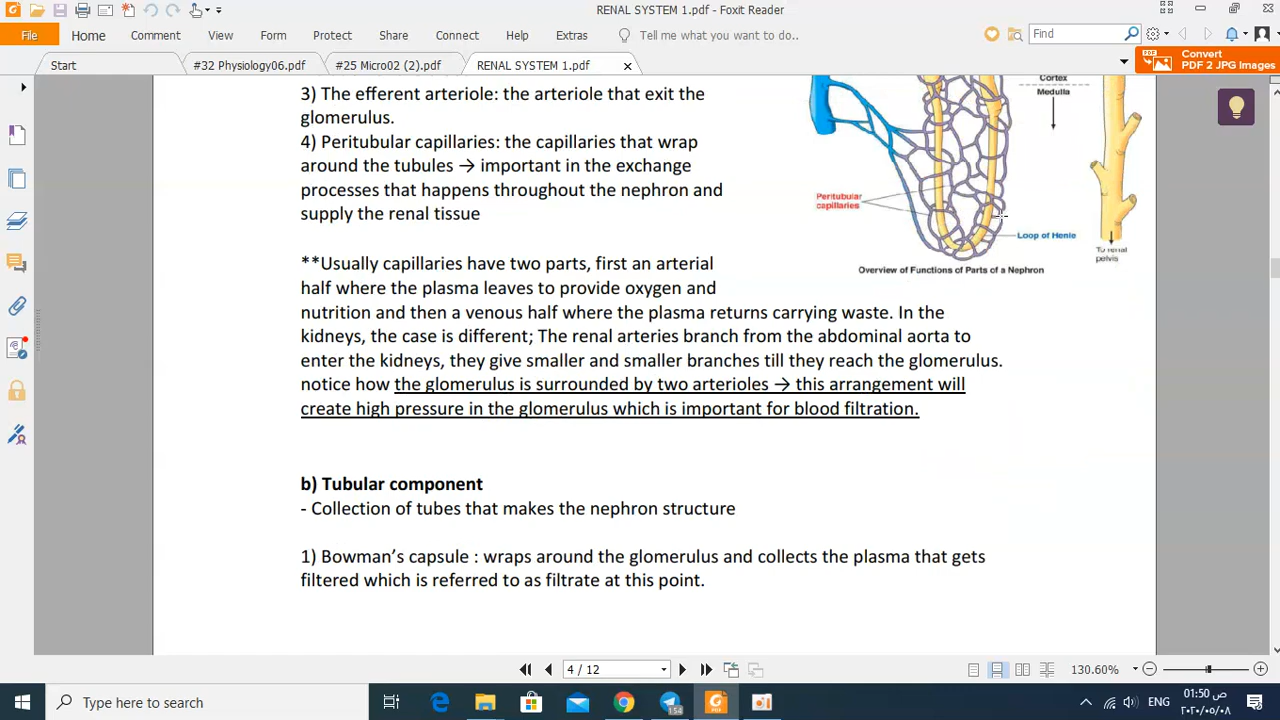 RENAL SYSTEM 1.pdf - Foxit Reader
File Home Comment View Form Protect Share Connect Help Extras Tell me what you want to do.. Find
Start #32 Physiology06.pdf #25 Micro02 (2).pdf RENAL SYSTEM 1.pdf
Convert
PDF 2 JPG Images
3) The efferent arteriole: the arteriole that exit the
glomerulus.
4) Peritubular capillaries: the capillaries that wrap
around the tubules → important in the exchange
processes that happens throughout the nephron and
supply the renal tissue
Cortex
Medulla
Peritubular
capillaries
Loop of Henle
To renal
pelvis
Overview of Functions of Parts of a Nephron
**Usually capillaries have two parts, first an arterial
half where the plasma leaves to provide oxygen and
nutrition and then a venous half where the plasma returns carrying waste. In the
kidneys, the case is different; The renal arteries branch from the abdominal aorta to
enter the kidneys, they give smaller and smaller branches till they reach the glomerulus.
notice how the glomerulus is surrounded by two arterioles → this arrangement will
create high pressure in the glomerulus which is important for blood filtration.
b) Tubular component
- Collection of tubes that makes the nephron structure
1) Bowman's capsule : wraps around the glomerulus and collects the plasma that gets
filtered which is referred to as filtrate at this point.
4 / 12
130.60%
Type here to search
154
ENG
01:50 ص
٢٠٢٠/٠٥/٠٨